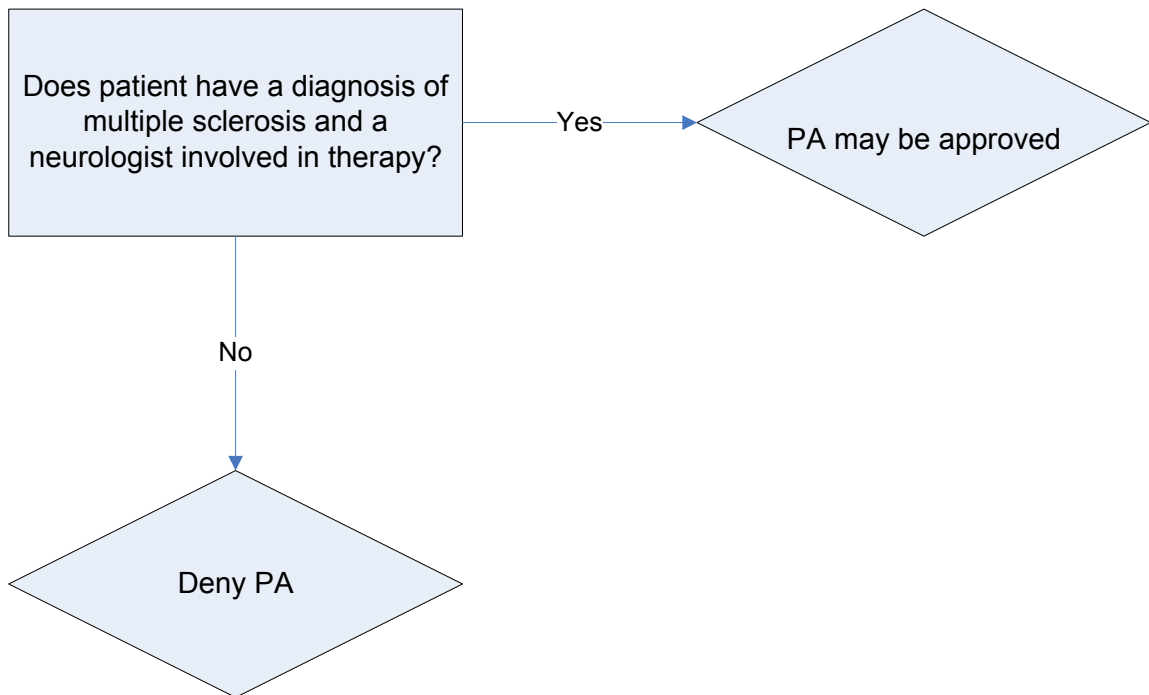 Does patient have a diagnosis of
multiple sclerosis and a
neurologist involved in therapy?
Yes
PA may be approved
No
Deny PA